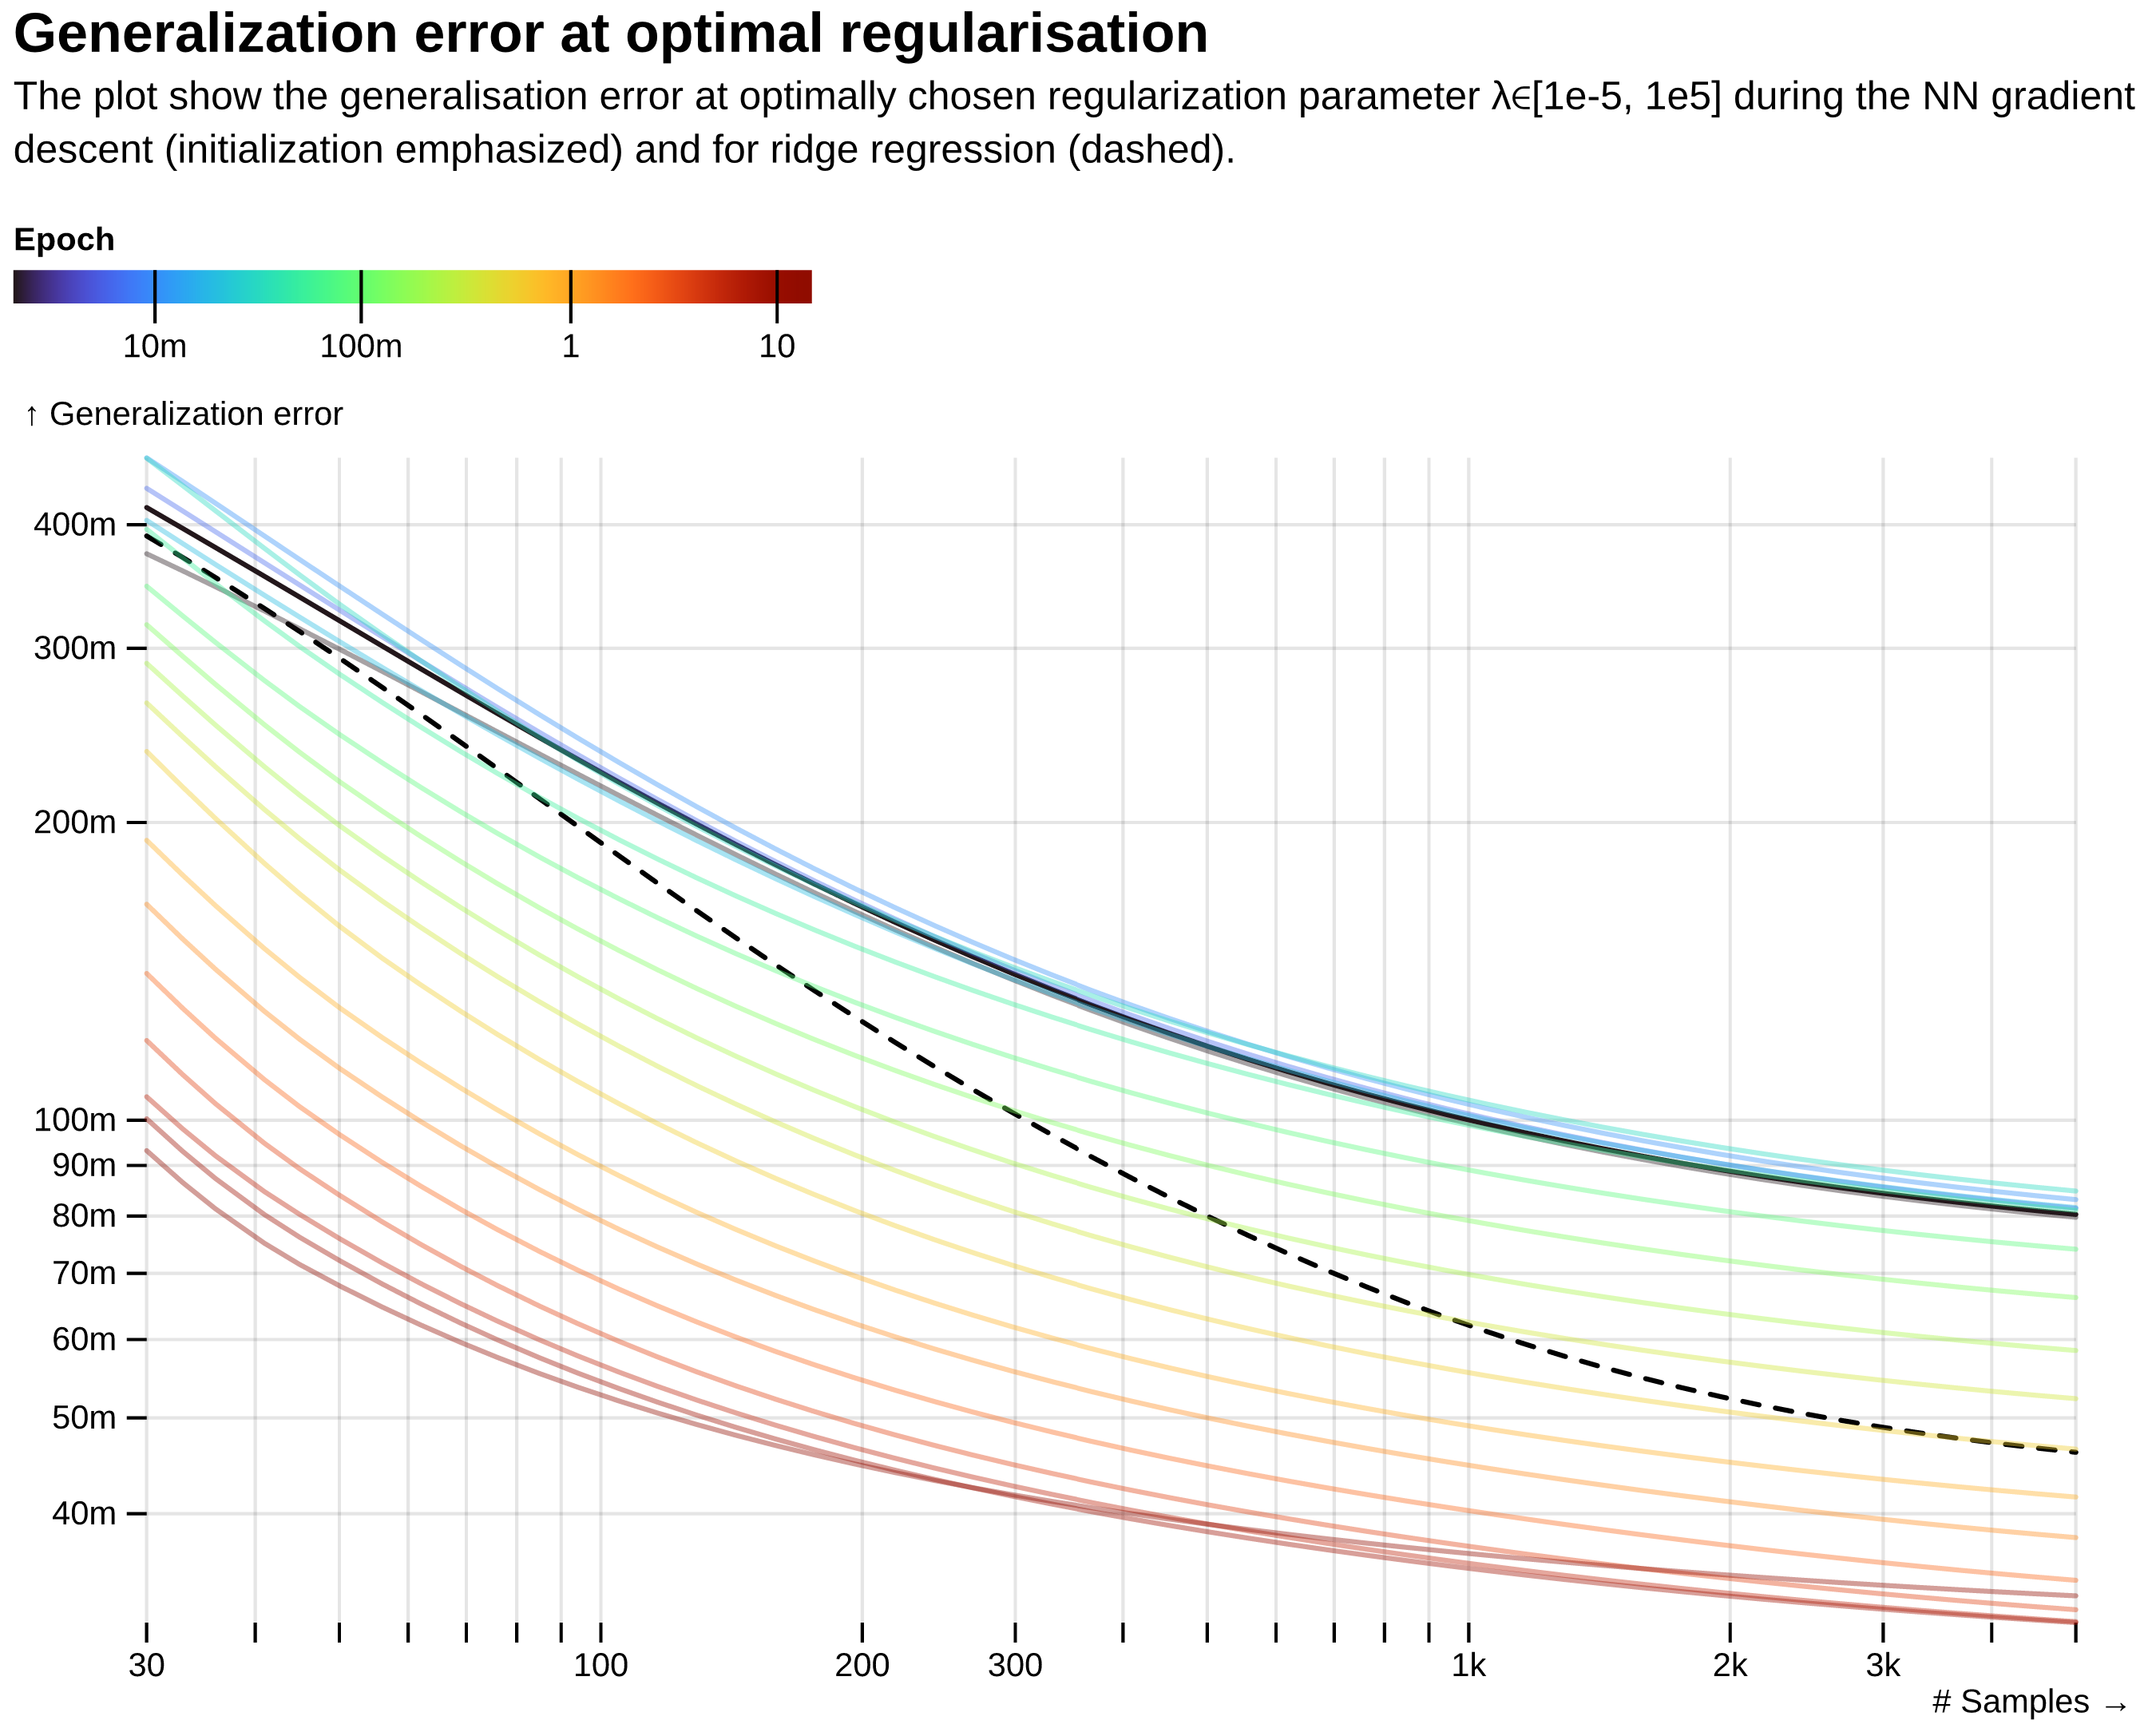 Generalization error at optimal regularisation
The plot show the generalisation error at optimally chosen regularization parameter λ∈[1e-5, 1e5] during the NN gradient
descent (initialization emphasized) and for ridge regression (dashed).
Epoch
10m 100m 1 10
↑ Generalization error
400m
300m
200m
100m
90m
80m
70m
60m
50m
40m
30 100 200 300 1k 2k 3k
# Samples →